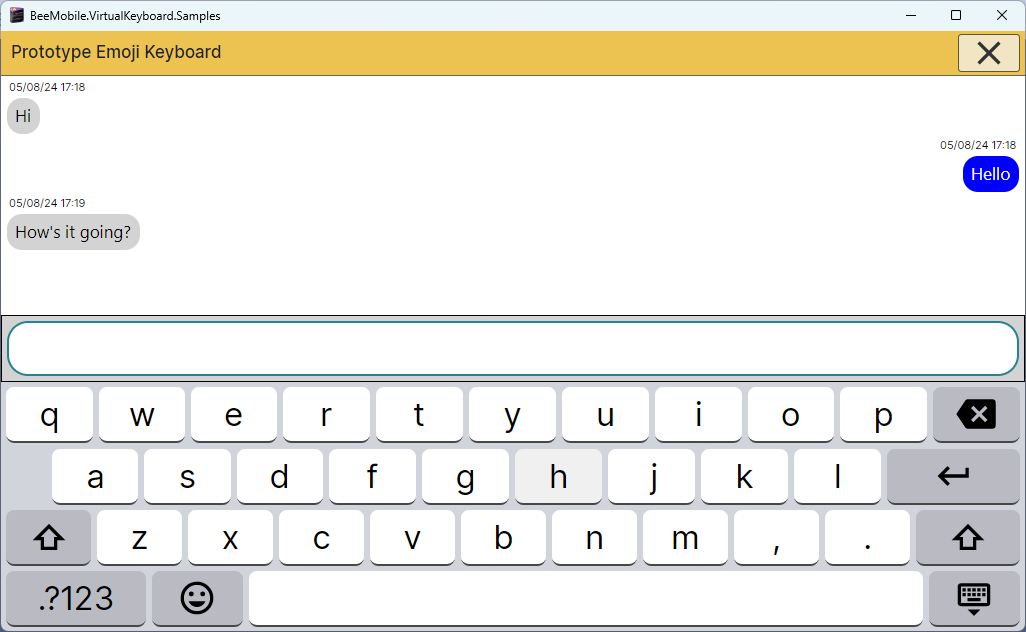 BeeMobile.VirtualKeyboard.Samples
Prototype Emoji Keyboard
05/08/24 17:18
Hi
05/08/24 17:18
Hello
05/08/24 17:19
How's it going?
q w e r t y u i o p
a s d f g h j k l
z x c v b n m , .
.?123